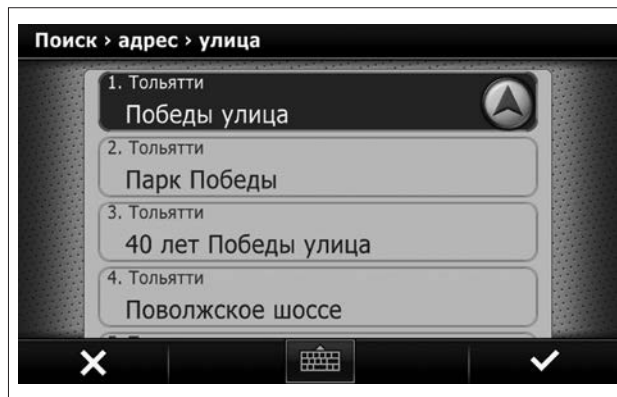 Поиск › адрес › улица
1. Тольятти
Победы улица
2. Тольятти
Парк Победы
3. Тольятти
40 лет Победы улица
4. Тольятти
Поволжское шоссе